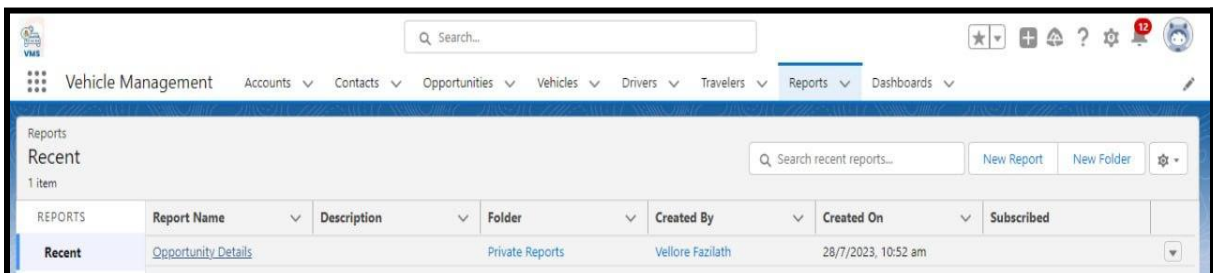 VMS
Search...
12
Vehicle Management Accounts Contacts Opportunities Vehicles Drivers Travelers Reports Dashboards
Reports
Recent
1 item
Search recent reports...
New Report New Folder
REPORTS Report Name Description Folder Created By Created On Subscribed
Recent Opportunity Details Private Reports Vellore Fazilath 28/7/2023, 10:52 am